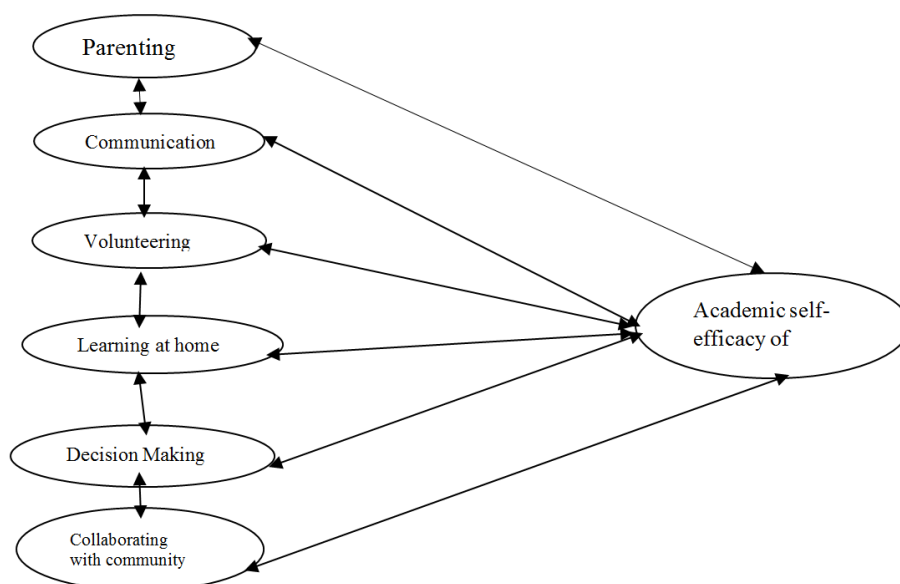 Parenting
Communication
Volunteering
Learning at home
Decision Making
Collaborating
with community
Academic self-
efficacy of